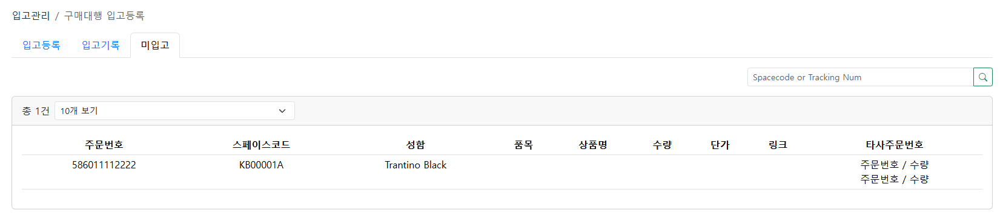 입고관리 / 구매대행 입고등록
입고등록 입고기록 미입고
Spacecode or Tracking Num
총 1건 10개 보기
주문번호 스페이스코드 성함 품목 상품명 수량 단가 링크 타사주문번호
586011112222 KB00001A Trantino Black 주문번호 / 수량
주문번호 / 수량